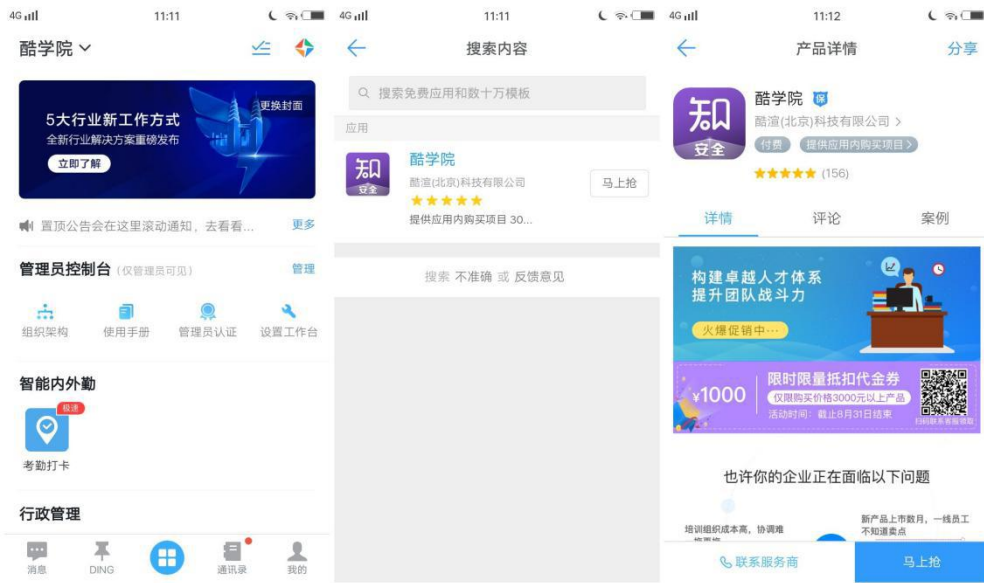 4G
11:11
酷学院
5大行业新工作方式
全新行业解决方案重磅发布
立即了解
更换封面
置顶公告会在这里滚动通知，去看看...
更多
管理员控制台（仅管理员可见）
管理
组织架构
使用手册
管理员认证
设置工作台
智能内外勤
极速
考勤打卡
行政管理
消息
DING
通讯录
我的
4G
11:11
搜索内容
搜索免费应用和数十万模板
应用
知
安全
酷学院
酷渲(北京)科技有限公司
提供应用内购买项目 30...
马上抢
搜索 不准确 或 反馈意见
4G
11:12
产品详情
分享
知
安全
酷学院
保
酷渲(北京)科技有限公司
付费
提供应用内购买项目
(156)
详情
评论
案例
构建卓越人才体系
提升团队战斗力
火爆促销中···
¥1000
限时限量抵扣代金券
仅限购买价格3000元以上产品
活动时间：截止8月31日结束
扫码联系客服领取
也许你的企业正在面临以下问题
培训组织成本高，协调难
新产品上市数月，一线员工
不知道卖点
联系服务商
马上抢